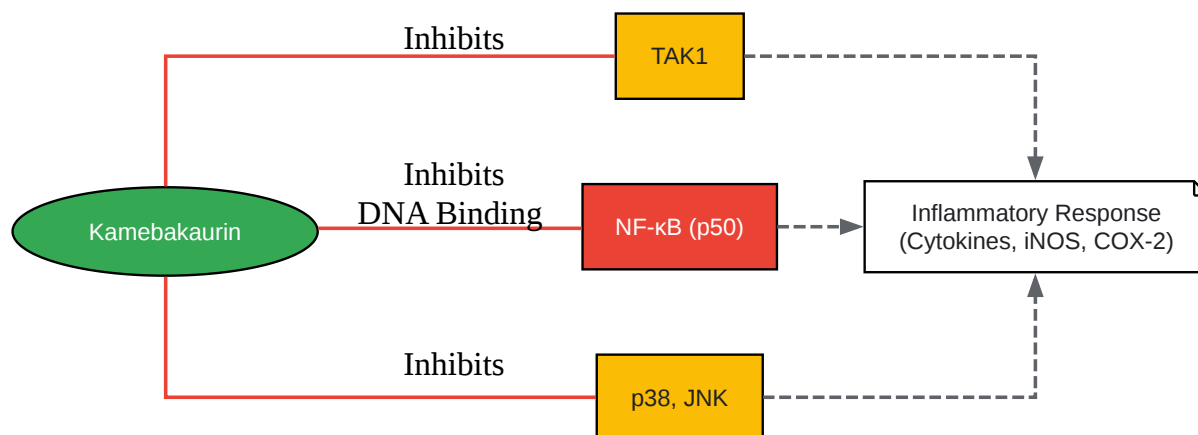 Inhibits
TAK1
Inhibits
DNA Binding
Kamebakaurin
NF-κB (p50)
Inflammatory Response
(Cytokines, iNOS, COX-2)
Inhibits
p38, JNK